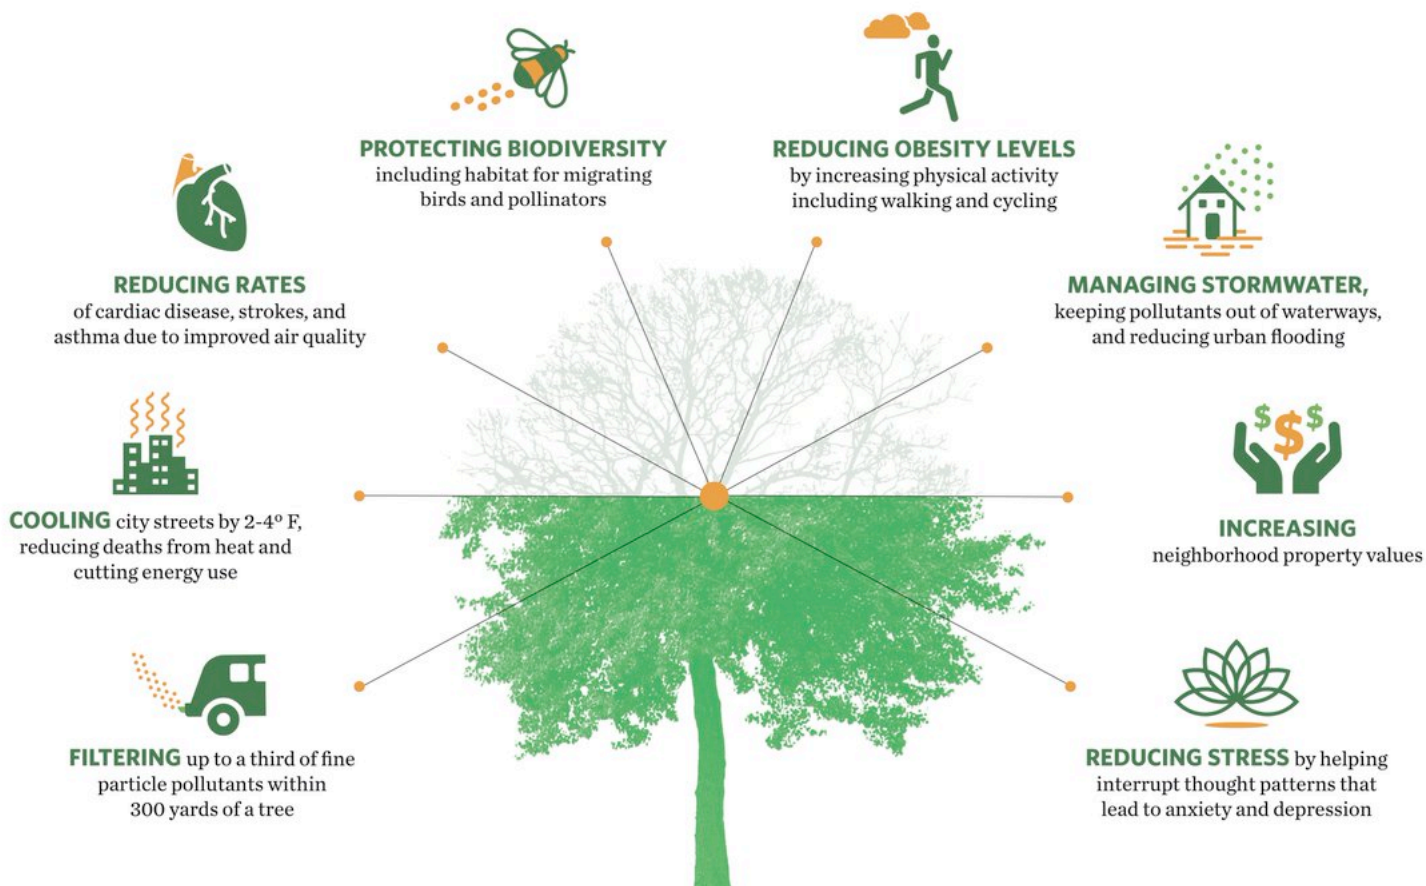 PROTECTING BIODIVERSITY
including habitat for migrating
birds and pollinators
REDUCING OBESITY LEVELS
by increasing physical activity
including walking and cycling
REDUCING RATES
of cardiac disease, strokes, and
asthma due to improved air quality
MANAGING STORMWATER,
keeping pollutants out of waterways,
and reducing urban flooding
COOLING city streets by 2-4º F,
reducing deaths from heat and
cutting energy use
$ $ $
INCREASING
neighborhood property values
FILTERING up to a third of fine
particle pollutants within
300 yards of a tree
REDUCING STRESS by helping
interrupt thought patterns that
lead to anxiety and depression